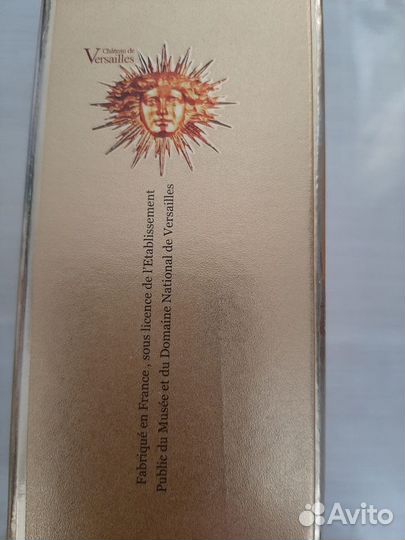 Château de
Versailles
Fabriqué en France , sous licence de l'Etablissement
Public du Musée et du Domaine National de Versailles
Avito